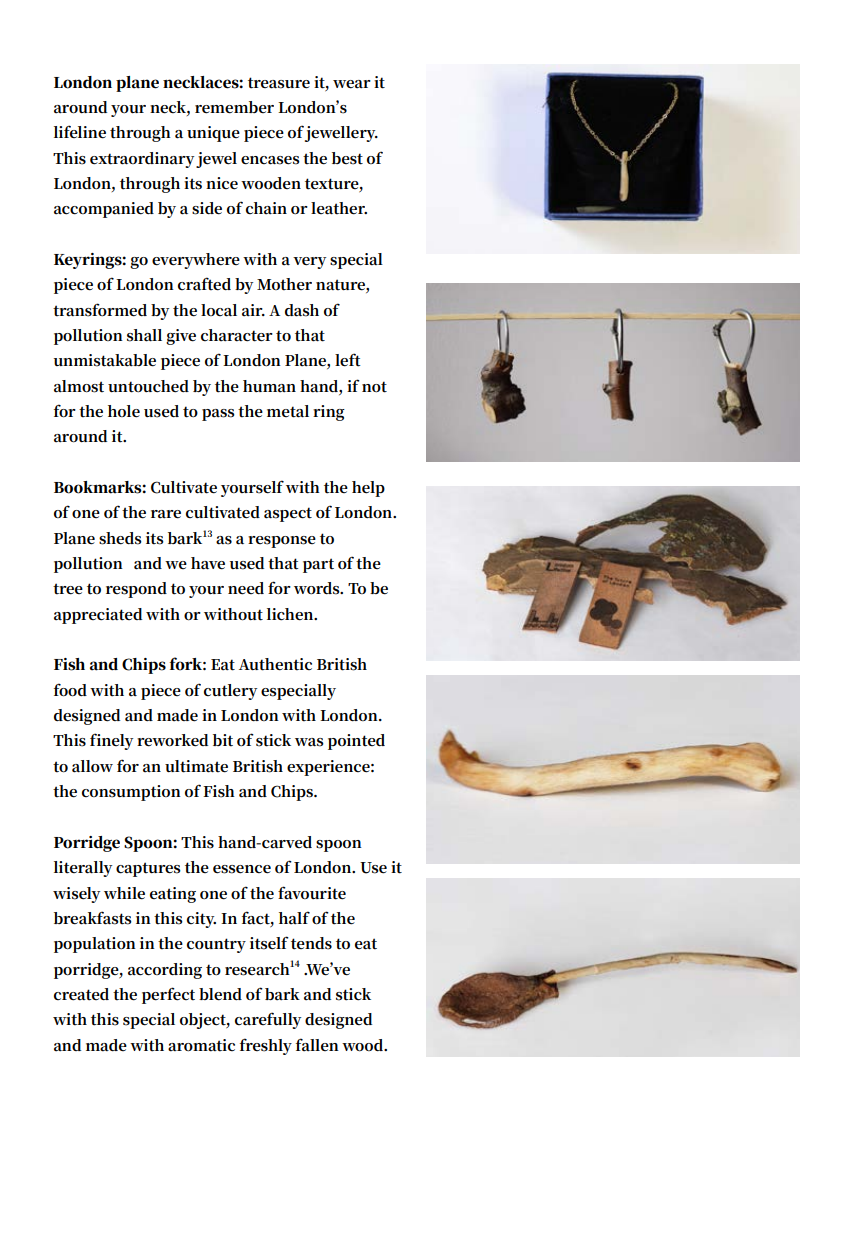 London plane necklaces: treasure it, wear it
around your neck, remember London’s
lifeline through a unique piece of jewellery.
This extraordinary jewel encases the best of
London, through its nice wooden texture,
accompanied by a side of chain or leather.
Keyrings: go everywhere with a very special
piece of London crafted by Mother nature,
transformed by the local air. A dash of
pollution shall give character to that
unmistakable piece of London Plane, left
almost untouched by the human hand, if not
for the hole used to pass the metal ring
around it.
Bookmarks: Cultivate yourself with the help
of one of the rare cultivated aspect of London.
Plane sheds its bark¹³ as a response to
pollution and we have used that part of the
tree to respond to your need for words. To be
appreciated with or without lichen.
The future
of London
Fish and Chips fork: Eat Authentic British
food with a piece of cutlery especially
designed and made in London with London.
This finely reworked bit of stick was pointed
to allow for an ultimate British experience:
the consumption of Fish and Chips.
Porridge Spoon: This hand-carved spoon
literally captures the essence of London. Use it
wisely while eating one of the favourite
breakfasts in this city. In fact, half of the
population in the country itself tends to eat
porridge, according to research¹⁴ .We’ve
created the perfect blend of bark and stick
with this special object, carefully designed
and made with aromatic freshly fallen wood.